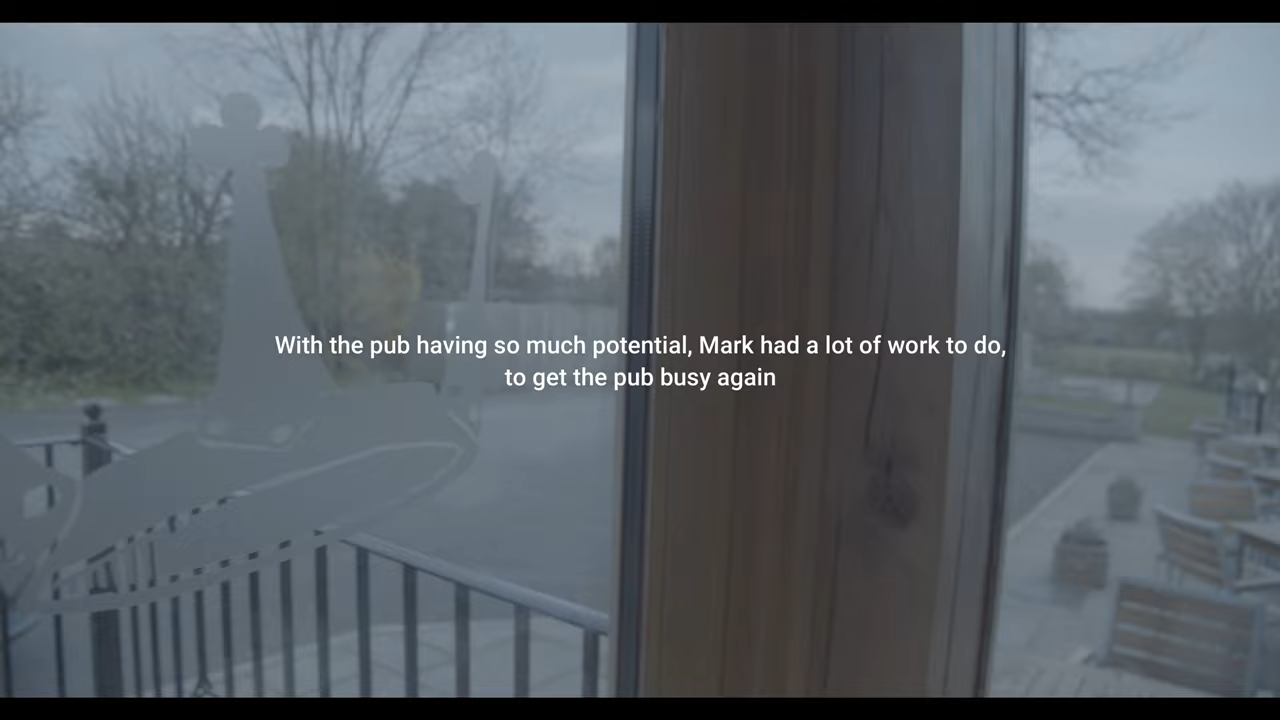 With the pub having so much potential, Mark had a lot of work to do,
to get the pub busy again